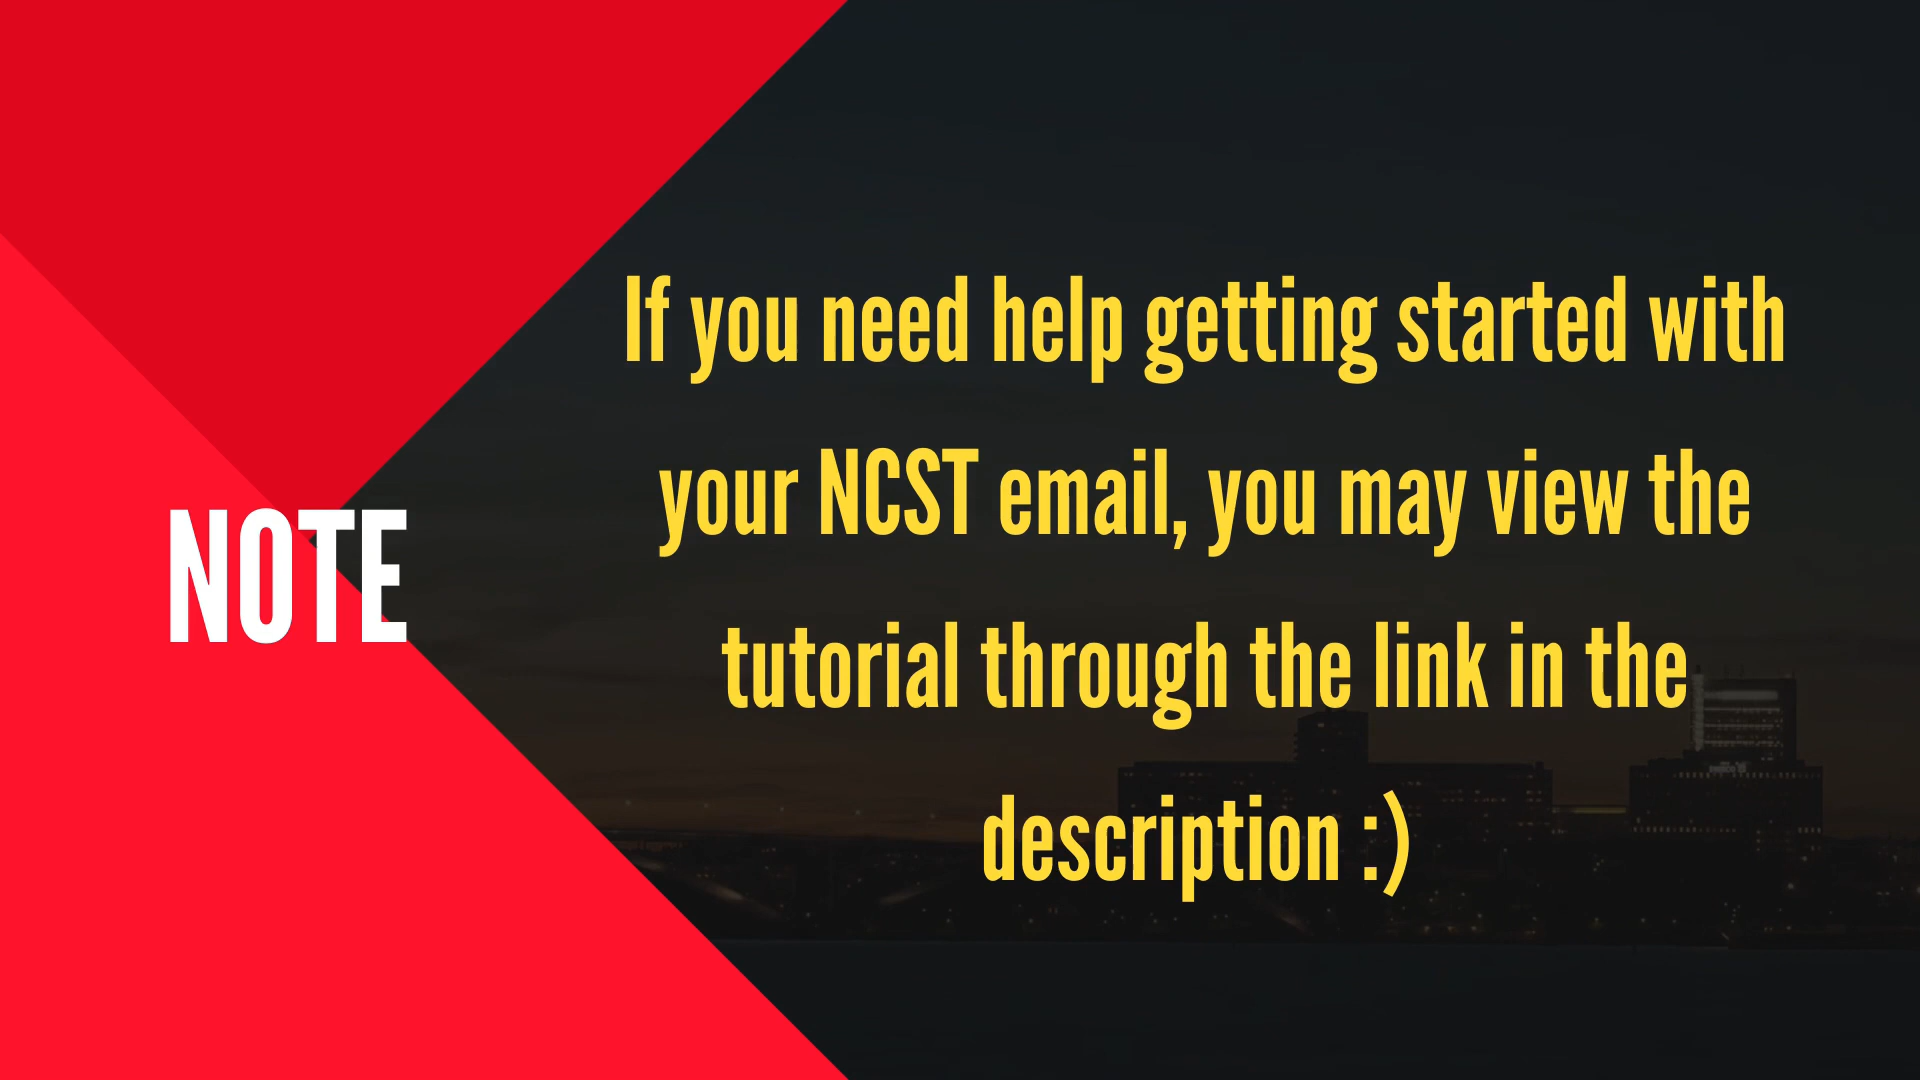 NOTE
If you need help getting started with
your NCST email, you may view the
tutorial through the link in the
description :)